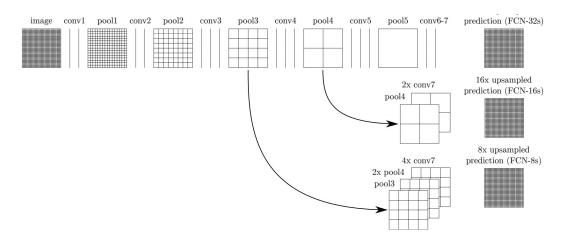 image conv1 pool1 conv2 pool2 conv3 pool3 conv4 pool4 conv5 pool5 conv6-7
prediction (FCN-32s)
2x conv7
pool4
16x upsampled
prediction (FCN-16s)
4x conv7
2x pool4
pool3
8x upsampled
prediction (FCN-8s)